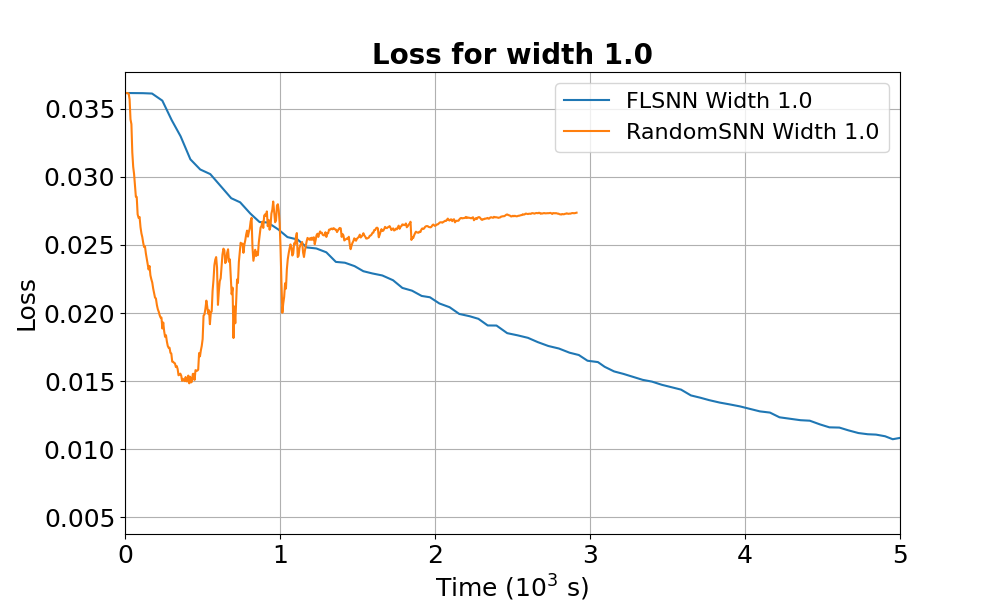 Loss for width 1.0
FLSNN Width 1.0
RandomSNN Width 1.0
0.035
0.030
0.025
0.020
0.015
0.010
0.005
Loss
0 1 2 3 4 5
Time (10³ s)